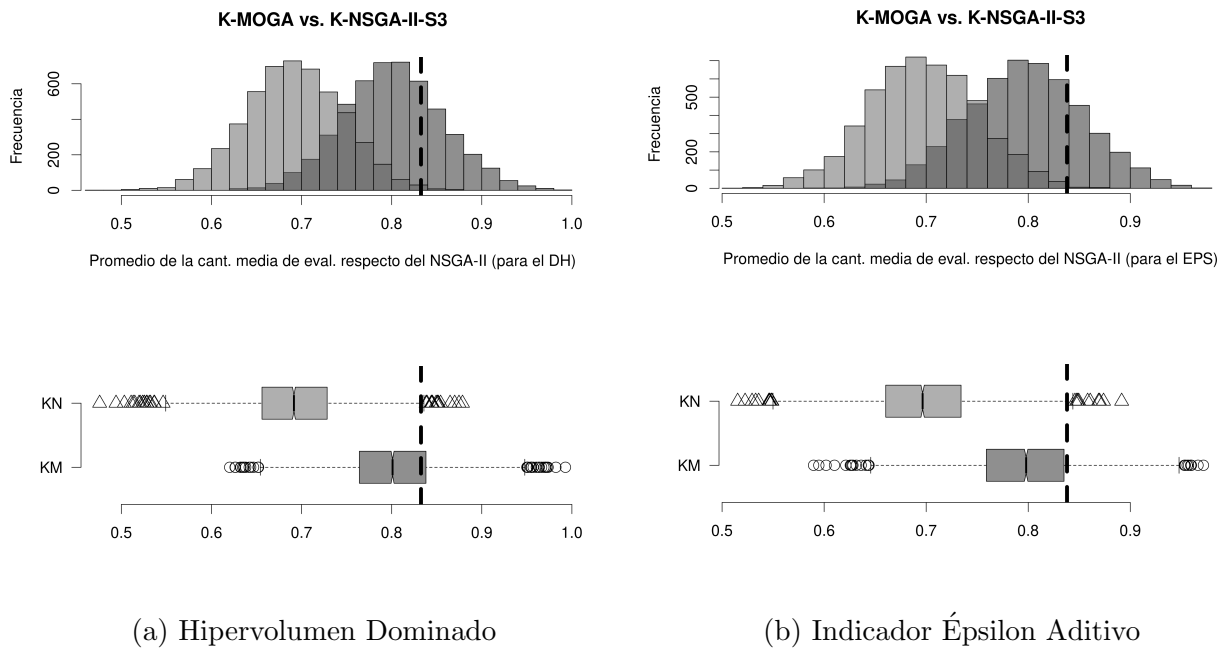 K-MOGA vs. K-NSGA-II-S3
Frecuencia
600
200
0
0.5 0.6 0.7 0.8 0.9 1.0
Promedio de la cant. media de eval. respecto del NSGA-II (para el DH)
KN
KM
0.5 0.6 0.7 0.8 0.9 1.0
(a) Hipervolumen Dominado
K-MOGA vs. K-NSGA-II-S3
Frecuencia
500
200
0
0.5 0.6 0.7 0.8 0.9
Promedio de la cant. media de eval. respecto del NSGA-II (para el EPS)
KN
KM
0.5 0.6 0.7 0.8 0.9
(b) Indicador Épsilon Aditivo